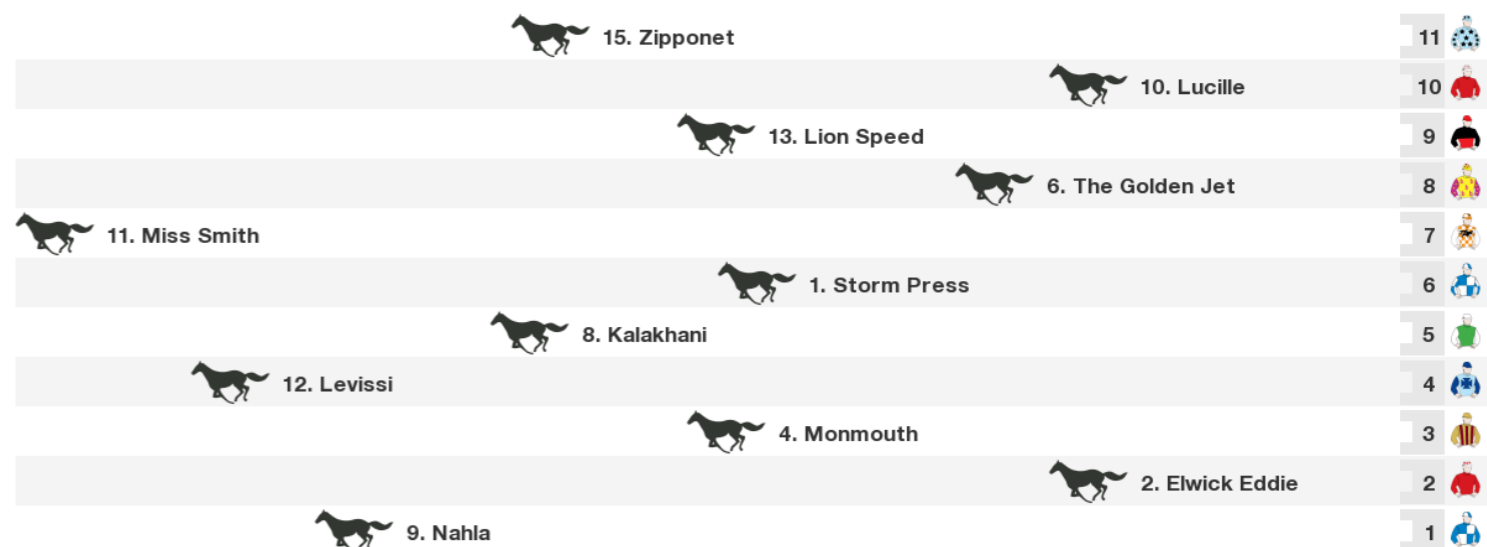 15. Zipponet 11
10. Lucille 10
13. Lion Speed 9
6. The Golden Jet 8
11. Miss Smith 7
1. Storm Press 6
8. Kalakhani 5
12. Levissi 4
4. Monmouth 3
2. Elwick Eddie 2
9. Nahla 1